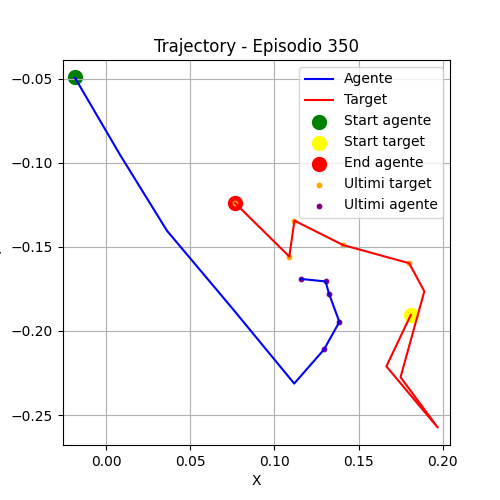 Trajectory - Episodio 350
Agente
Target
Start agente
Start target
End agente
Ultimi target
Ultimi agente
−0.05
−0.10
−0.15
−0.20
−0.25
0.00
0.05
0.10
0.15
0.20
X